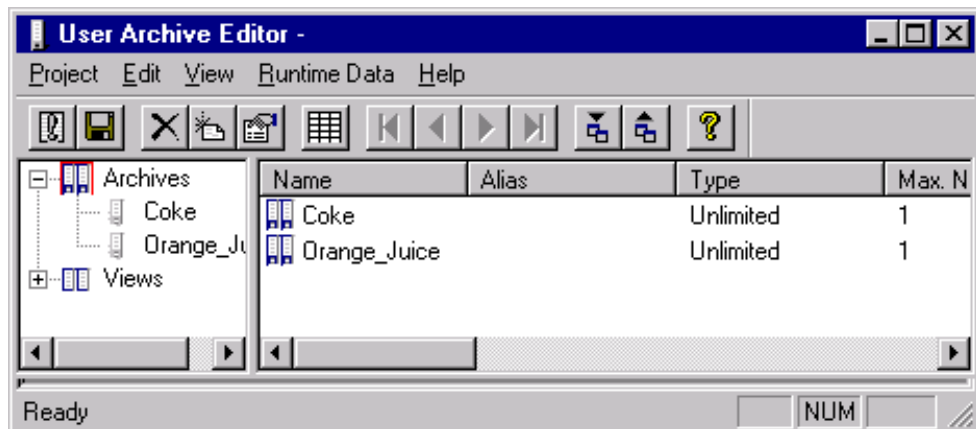 User Archive Editor -
Project Edit View Runtime Data Help
Archives
Coke
Orange_Ju
Views
Name Alias Type Max. N
Coke Unlimited 1
Orange_Juice Unlimited 1
Ready NUM